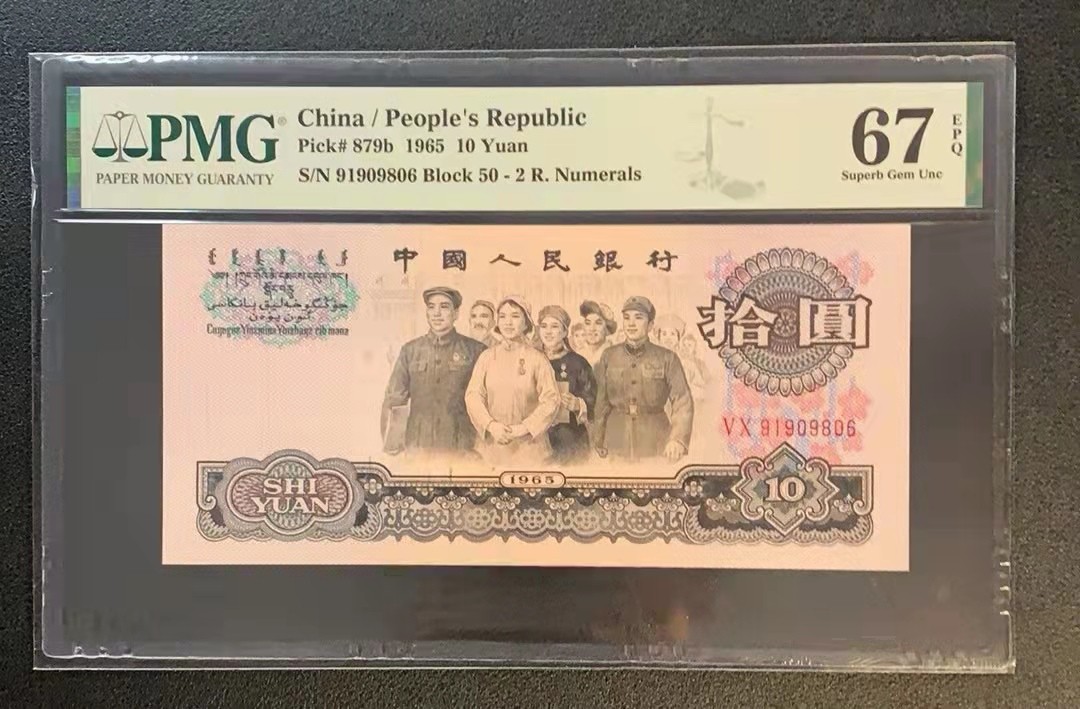 PMG
PAPER MONEY GUARANTY
China / People's Republic
Pick# 879b 1965 10 Yuan
S/N 91909806 Block 50 - 2 R. Numerals
67 EPQ
Superb Gem Unc
中國人民銀行
拾圓
VX 91909806
1965
SHI
YUAN
10